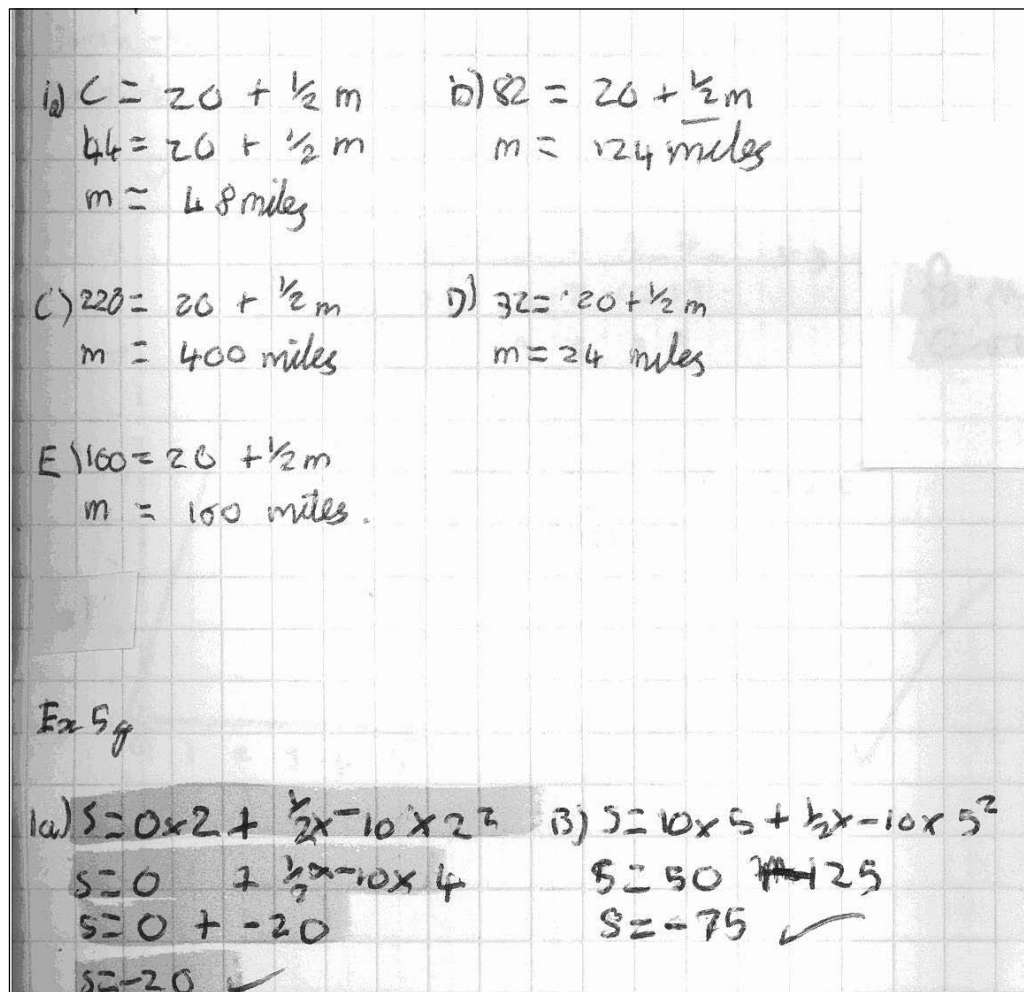 1a) C = 20 + ½ m
44 = 20 + ½ m
m = 48 miles
b) 82 = 20 + ½ m
m = 124 miles
C) 220 = 20 + ½ m
m = 400 miles
D) 32 = 20 + ½ m
m = 24 miles
E) 100 = 20 + ½ m
m = 160 miles.
Ex 5g
1a) S = 0 x 2 + ½ x -10 x 2²
S = 0 + ½ x -10 x 4
S = 0 + -20
S = -20 ✓
B) S = 10 x 5 + ½ x -10 x 5²
S = 50 -125
S = -75 ✓